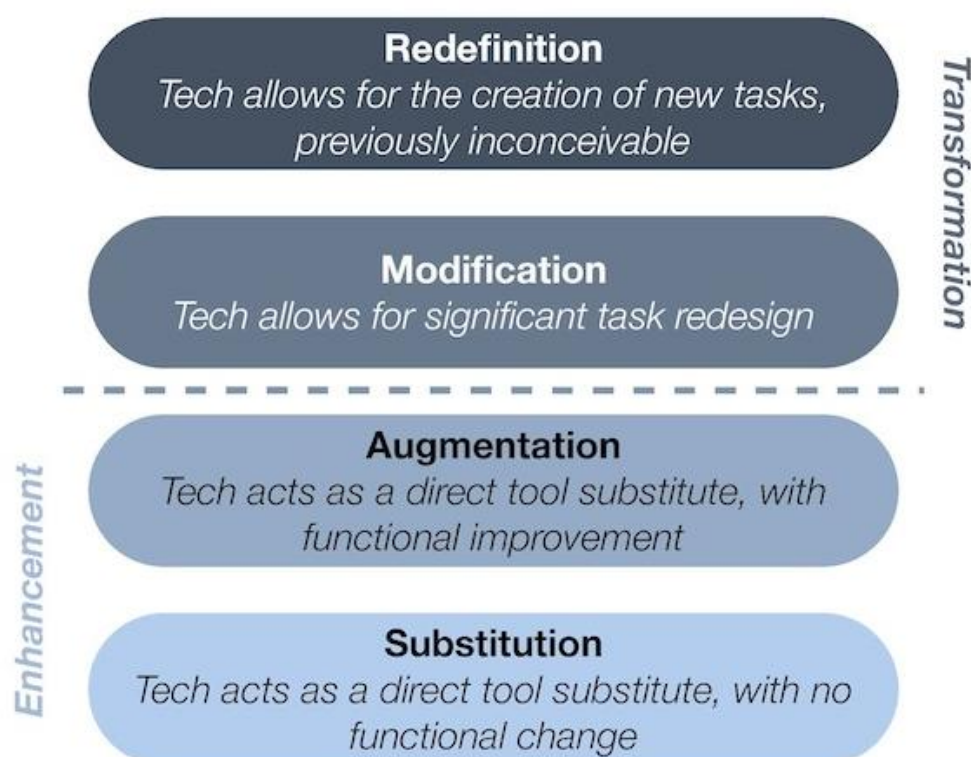 Redefinition
Tech allows for the creation of new tasks,
previously inconceivable
Transformation
Modification
Tech allows for significant task redesign
Augmentation
Tech acts as a direct tool substitute, with
functional improvement
Enhancement
Substitution
Tech acts as a direct tool substitute, with no
functional change